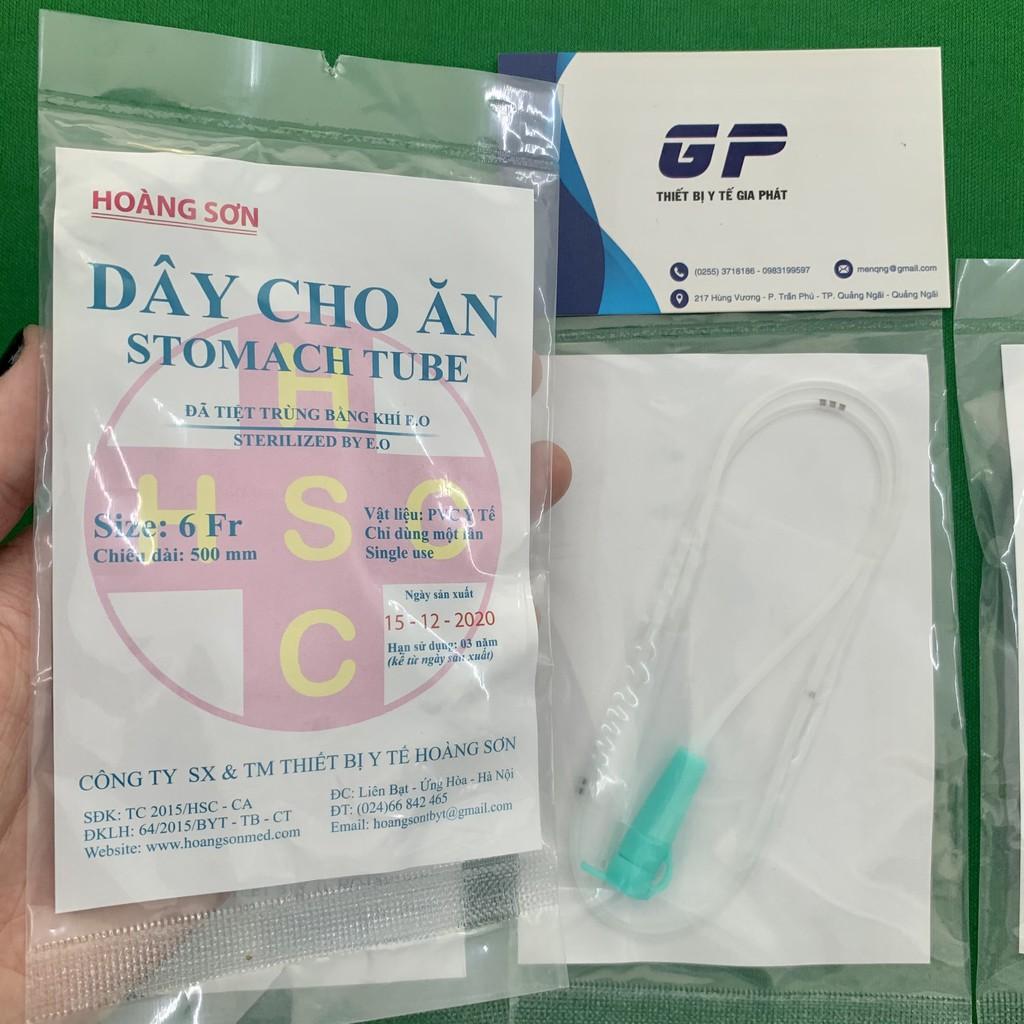 HOÀNG SƠN
DÂY CHO ĂN
STOMACH TUBE
ĐÃ TIỆT TRÙNG BẰNG KHÍ E.O
STERILIZED BY E.O
H
H S C
C
Size: 6 Fr
Chiều dài: 500 mm
Vật liệu: PVC Y Tế
Chỉ dùng một lần
Single use
Ngày sản xuất
15 - 12 - 2020
Hạn sử dụng: 03 năm
(kể từ ngày sản xuất)
CÔNG TY SX & TM THIẾT BỊ Y TẾ HOÀNG SƠN
SĐK: TC 2015/HSC - CA
ĐKLH: 64/2015/BYT - TB - CT
Website: www.hoangsonmed.com
ĐC: Liên Bạt - Ứng Hòa - Hà Nội
ĐT: (024)66 842 465
Email: hoangsontbyt@gmail.com
GP
THIẾT BỊ Y TẾ GIA PHÁT
(0255) 3718186 - 0983199597
menqng@gmail.com
217 Hùng Vương - P. Trần Phú - TP. Quảng Ngãi - Quảng Ngãi